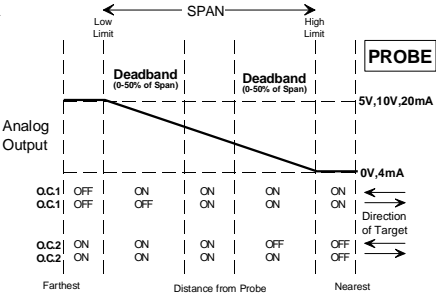 SPAN
Low Limit
High Limit
PROBE
Deadband
(0-50% of Span)
Deadband
(0-50% of Span)
5V,10V,20mA
Analog
Output
0V,4mA
O.C.1 OFF ON ON ON ON
O.C.1 OFF OFF ON ON ON
Direction
of Target
O.C.2 ON ON ON OFF OFF
O.C.2 ON ON ON ON OFF
Farthest Distance from Probe Nearest